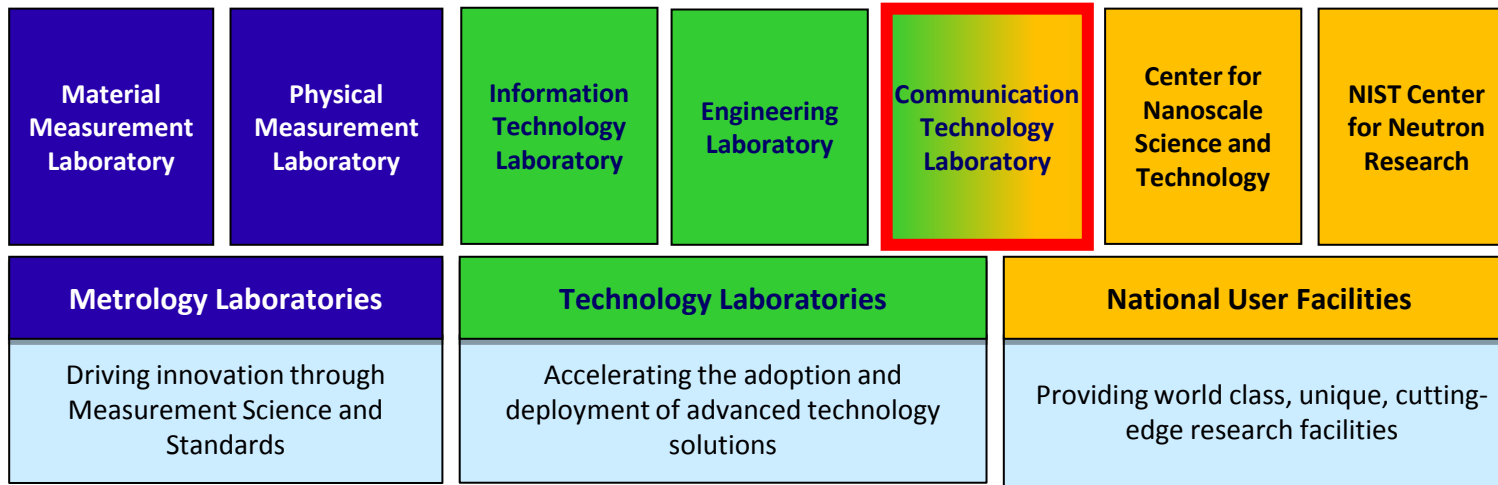 Material
Measurement
Laboratory
Physical
Measurement
Laboratory
Information
Technology
Laboratory
Engineering
Laboratory
Communication
Technology
Laboratory
Center for
Nanoscale
Science and
Technology
NIST Center
for Neutron
Research
Metrology Laboratories
Technology Laboratories
National User Facilities
Driving innovation through
Measurement Science and
Standards
Accelerating the adoption and
deployment of advanced technology
solutions
Providing world class, unique, cutting-
edge research facilities